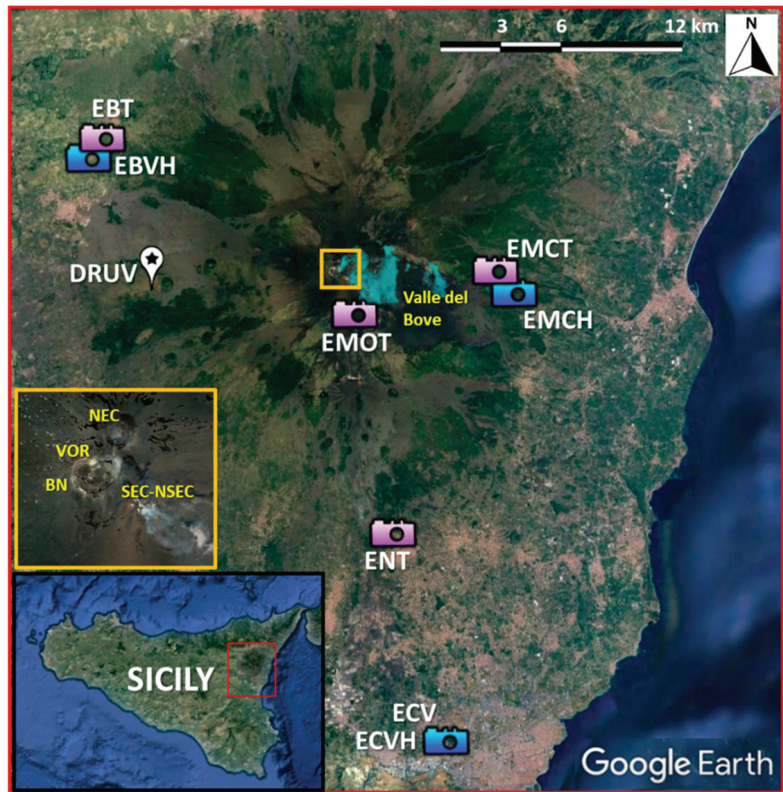 3 6 12 km
N
EBT
EBVH
DRUV
EMCT
EMCH
Valle del
Bove
EMOT
NEC
VOR
BN
SEC-NSEC
ENT
SICILY
ECV
ECVH
Google Earth